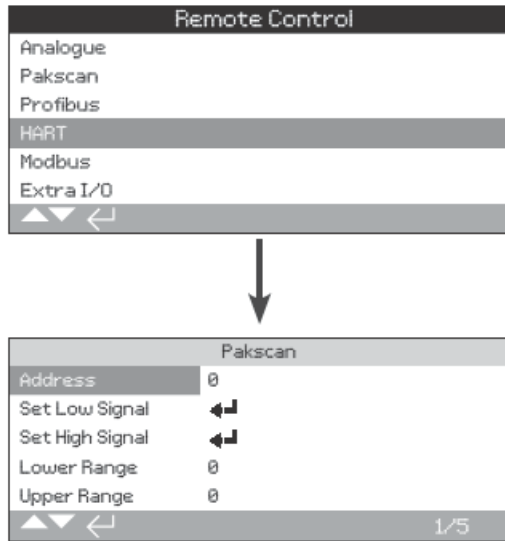 Remote Control
Analogue
Pakscan
Profibus
HART
Modbus
Extra I/O
Pakscan
Address 0
Set Low Signal
Set High Signal
Lower Range 0
Upper Range 0
1/5